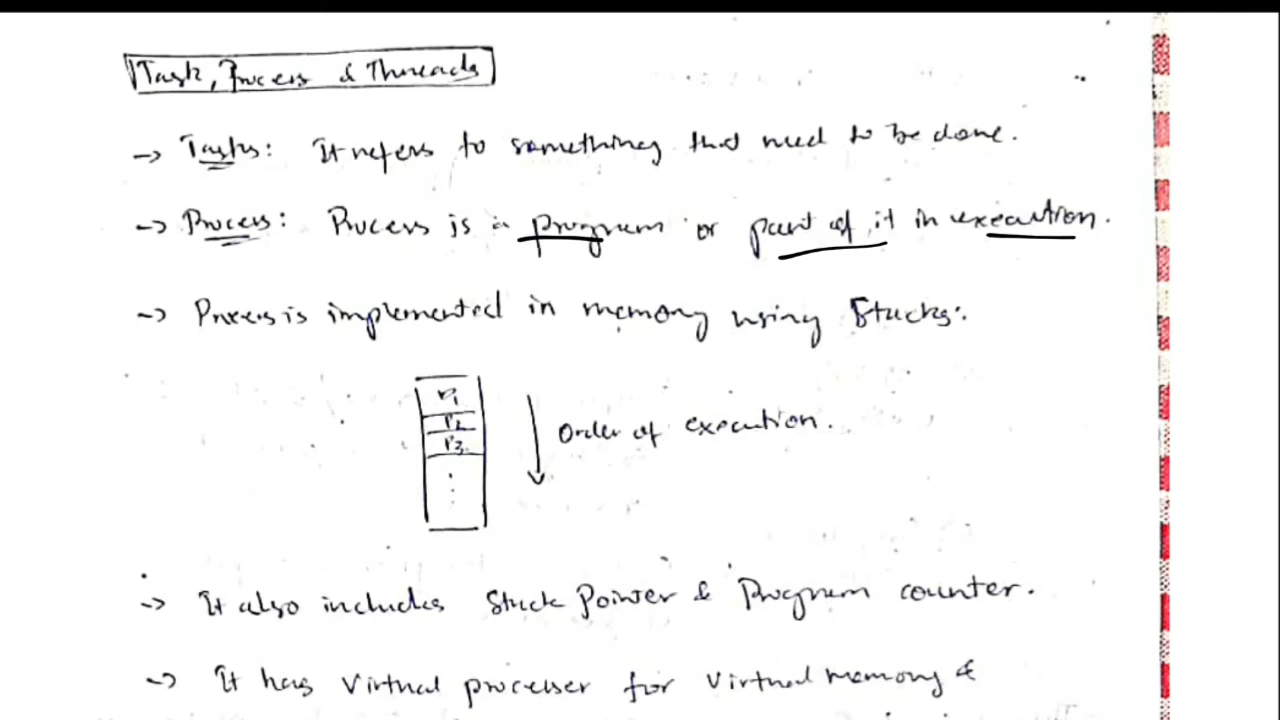 Task, Process & Threads
→ Tasks: It refers to something that need to be done.
→ Process: Process is a program or part of it in execution.
→ Process is implemented in memory using Stacks:
P1
P2
P3
Order of execution.
→ It also includes Stack Pointer & Program counter.
→ It has Virtual processer for Virtual memory &